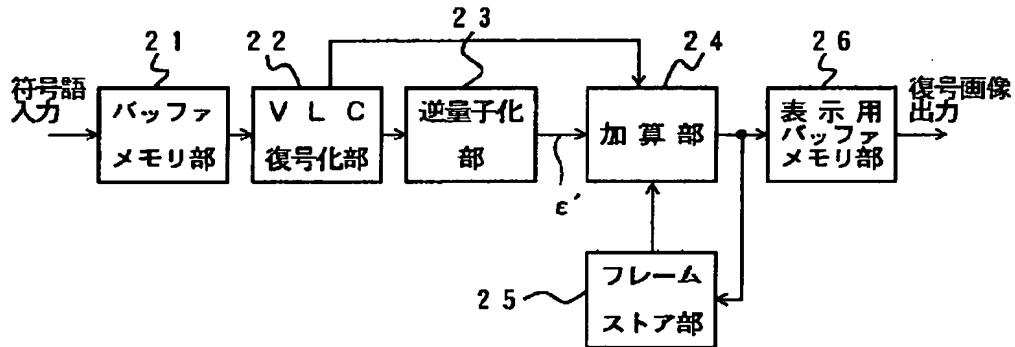 21
22
23
24
26
符号語
入力
バッファ
メモリ部
VLC
復号化部
逆量子化
部
ε′
加算部
表示用
バッファ
メモリ部
復号画像
出力
25
フレーム
ストア部